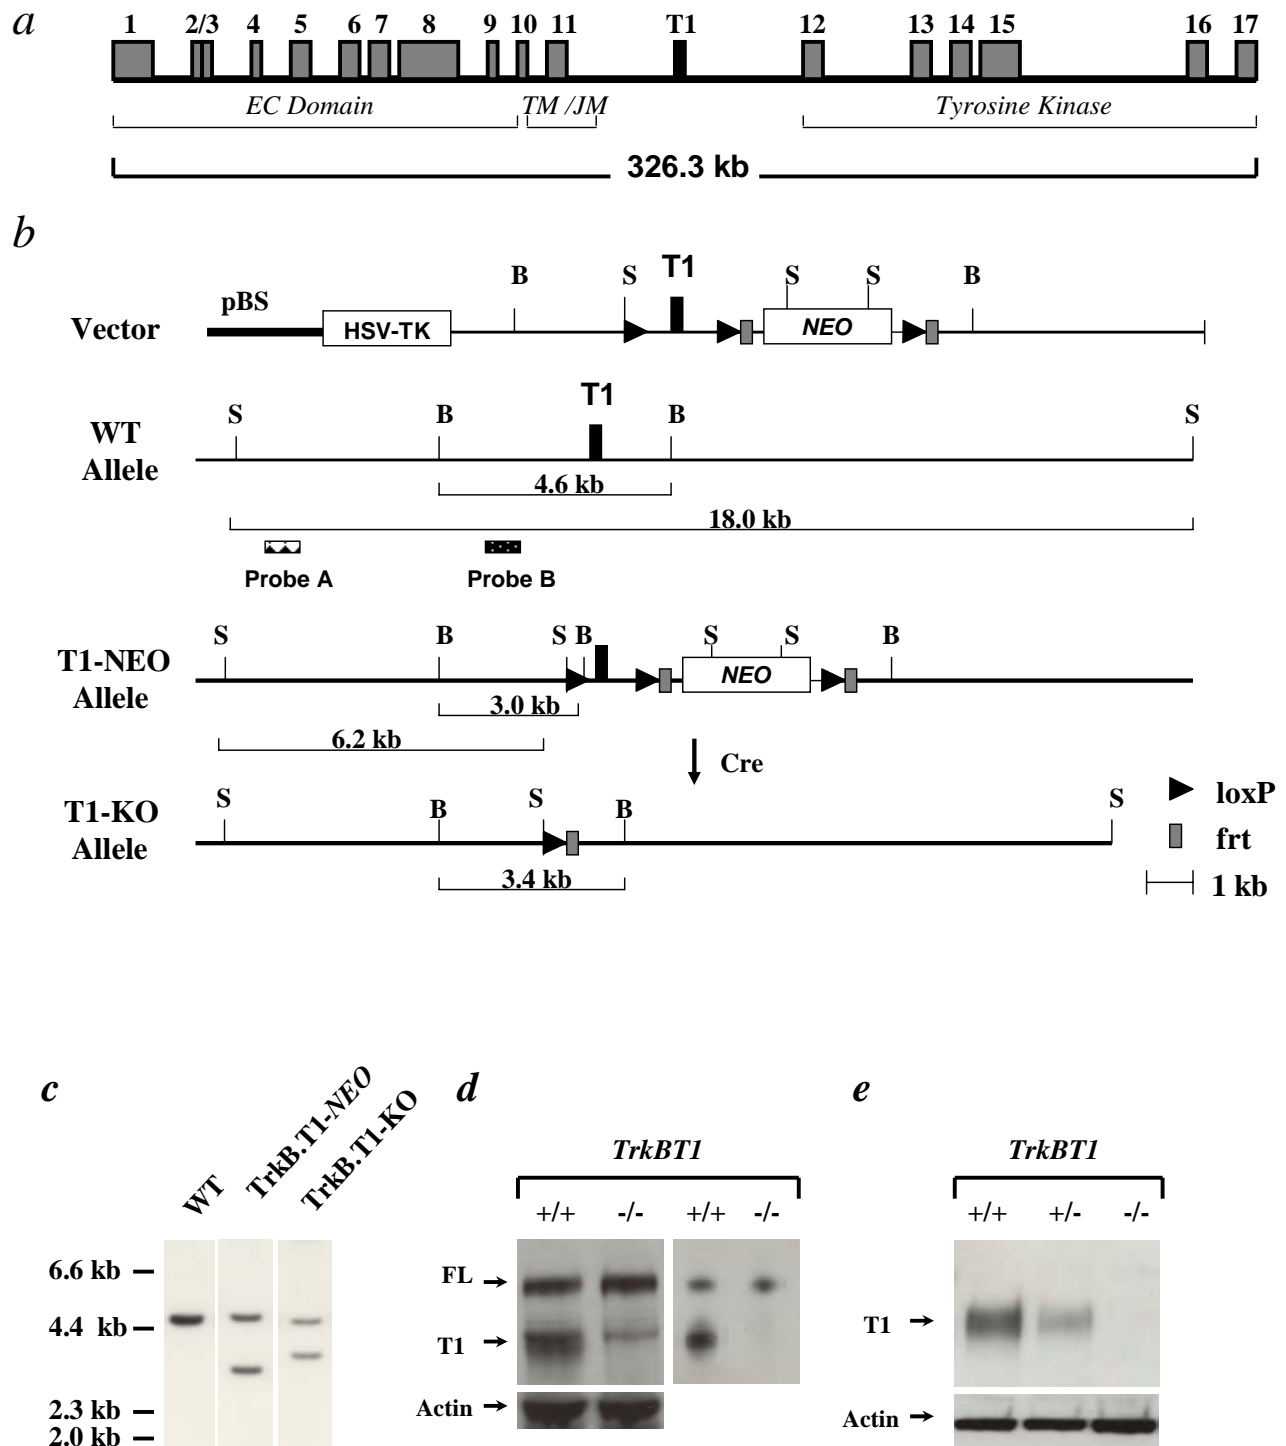 a
1 2/3 4 5 6 7 8 9 10 11 T1 12 13 14 15 16 17
EC Domain TM /JM Tyrosine Kinase
326.3 kb
b
B S T1 S S B
pBS
Vector HSV-TK NEO
T1
S B B S
WT
Allele
4.6 kb
18.0 kb
Probe A Probe B
S B S B S S B
T1-NEO
Allele
NEO
3.0 kb
6.2 kb
Cre
S B S B S
T1-KO
Allele
loxP
frt
3.4 kb
1 kb
c
WT TrkB.T1-NEO TrkB.T1-KO
6.6 kb
4.4 kb
2.3 kb
2.0 kb
d
TrkBT1
+/+ -/- +/+ -/-
FL
T1
Actin
e
TrkBT1
+/+ +/- -/-
T1
Actin